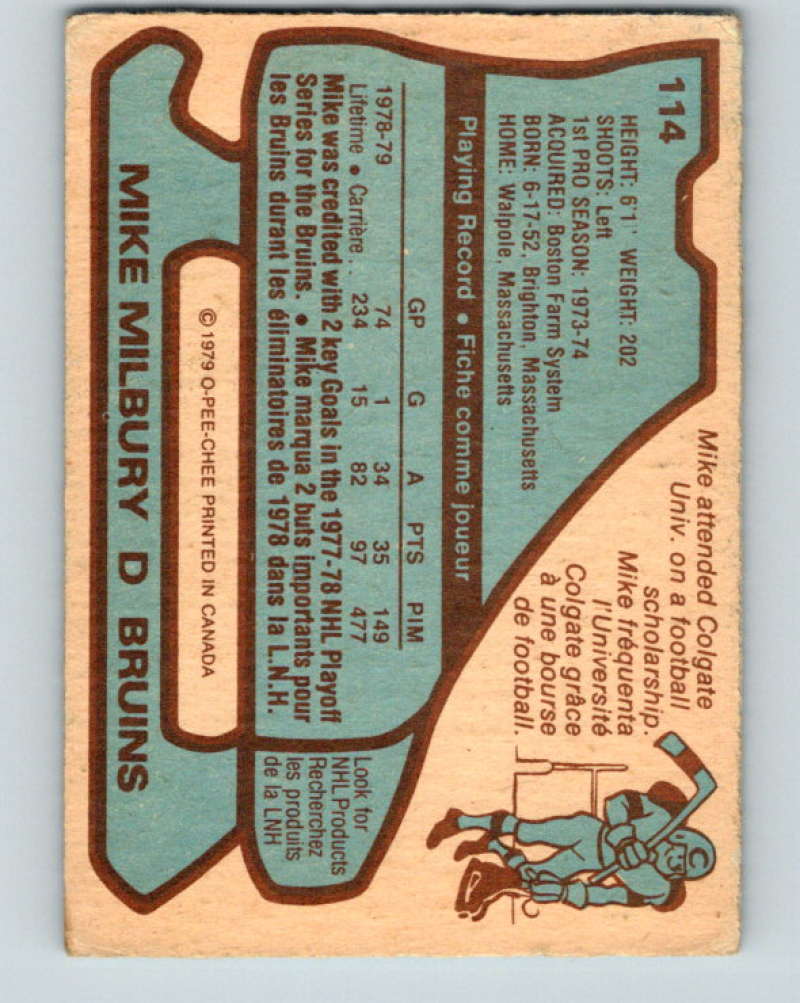 114
HEIGHT: 6'1' WEIGHT: 202
SHOOTS: Left
1st PRO SEASON: 1973-74
ACQUIRED: Boston Farm System
BORN: 6-17-52, Brighton, Massachusetts
HOME: Walpole, Massachusetts
Mike attended Colgate
Univ. on a football
scholarship.
Mike fréquenta
l'Université
Colgate grâce
à une bourse
de football.
C
Playing Record • Fiche comme joueur
GP G A PTS PIM
1978-79 74 1 34 35 149
Lifetime • Carrière . . 234 15 82 97 477
Mike was credited with 2 key Goals in the 1977-78 NHL Playoff
Series for the Bruins. • Mike marqua 2 buts importants pour
les Bruins durant les éliminatoires de 1978 dans la L.N.H.
Look for
NHL Products
Recherchez
les produits
de la LNH
© 1979 O-PEE-CHEE PRINTED IN CANADA
MIKE MILBURY D BRUINS